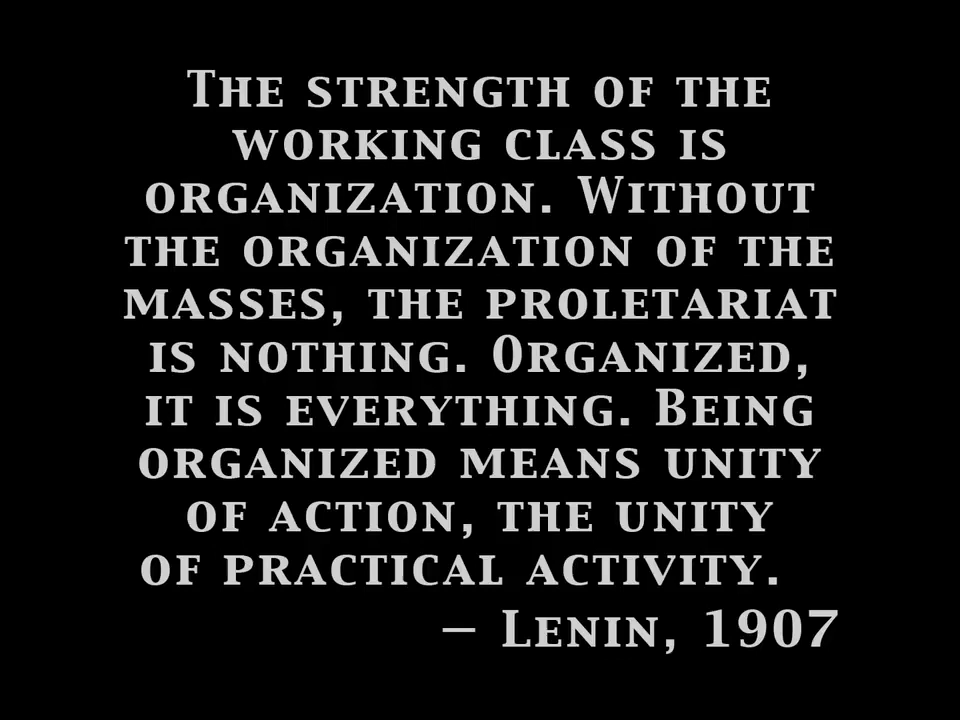 The strength of the
working class is
organization. Without
the organization of the
masses, the proletariat
is nothing. Organized,
it is everything. Being
organized means unity
of action, the unity
of practical activity.
– Lenin, 1907